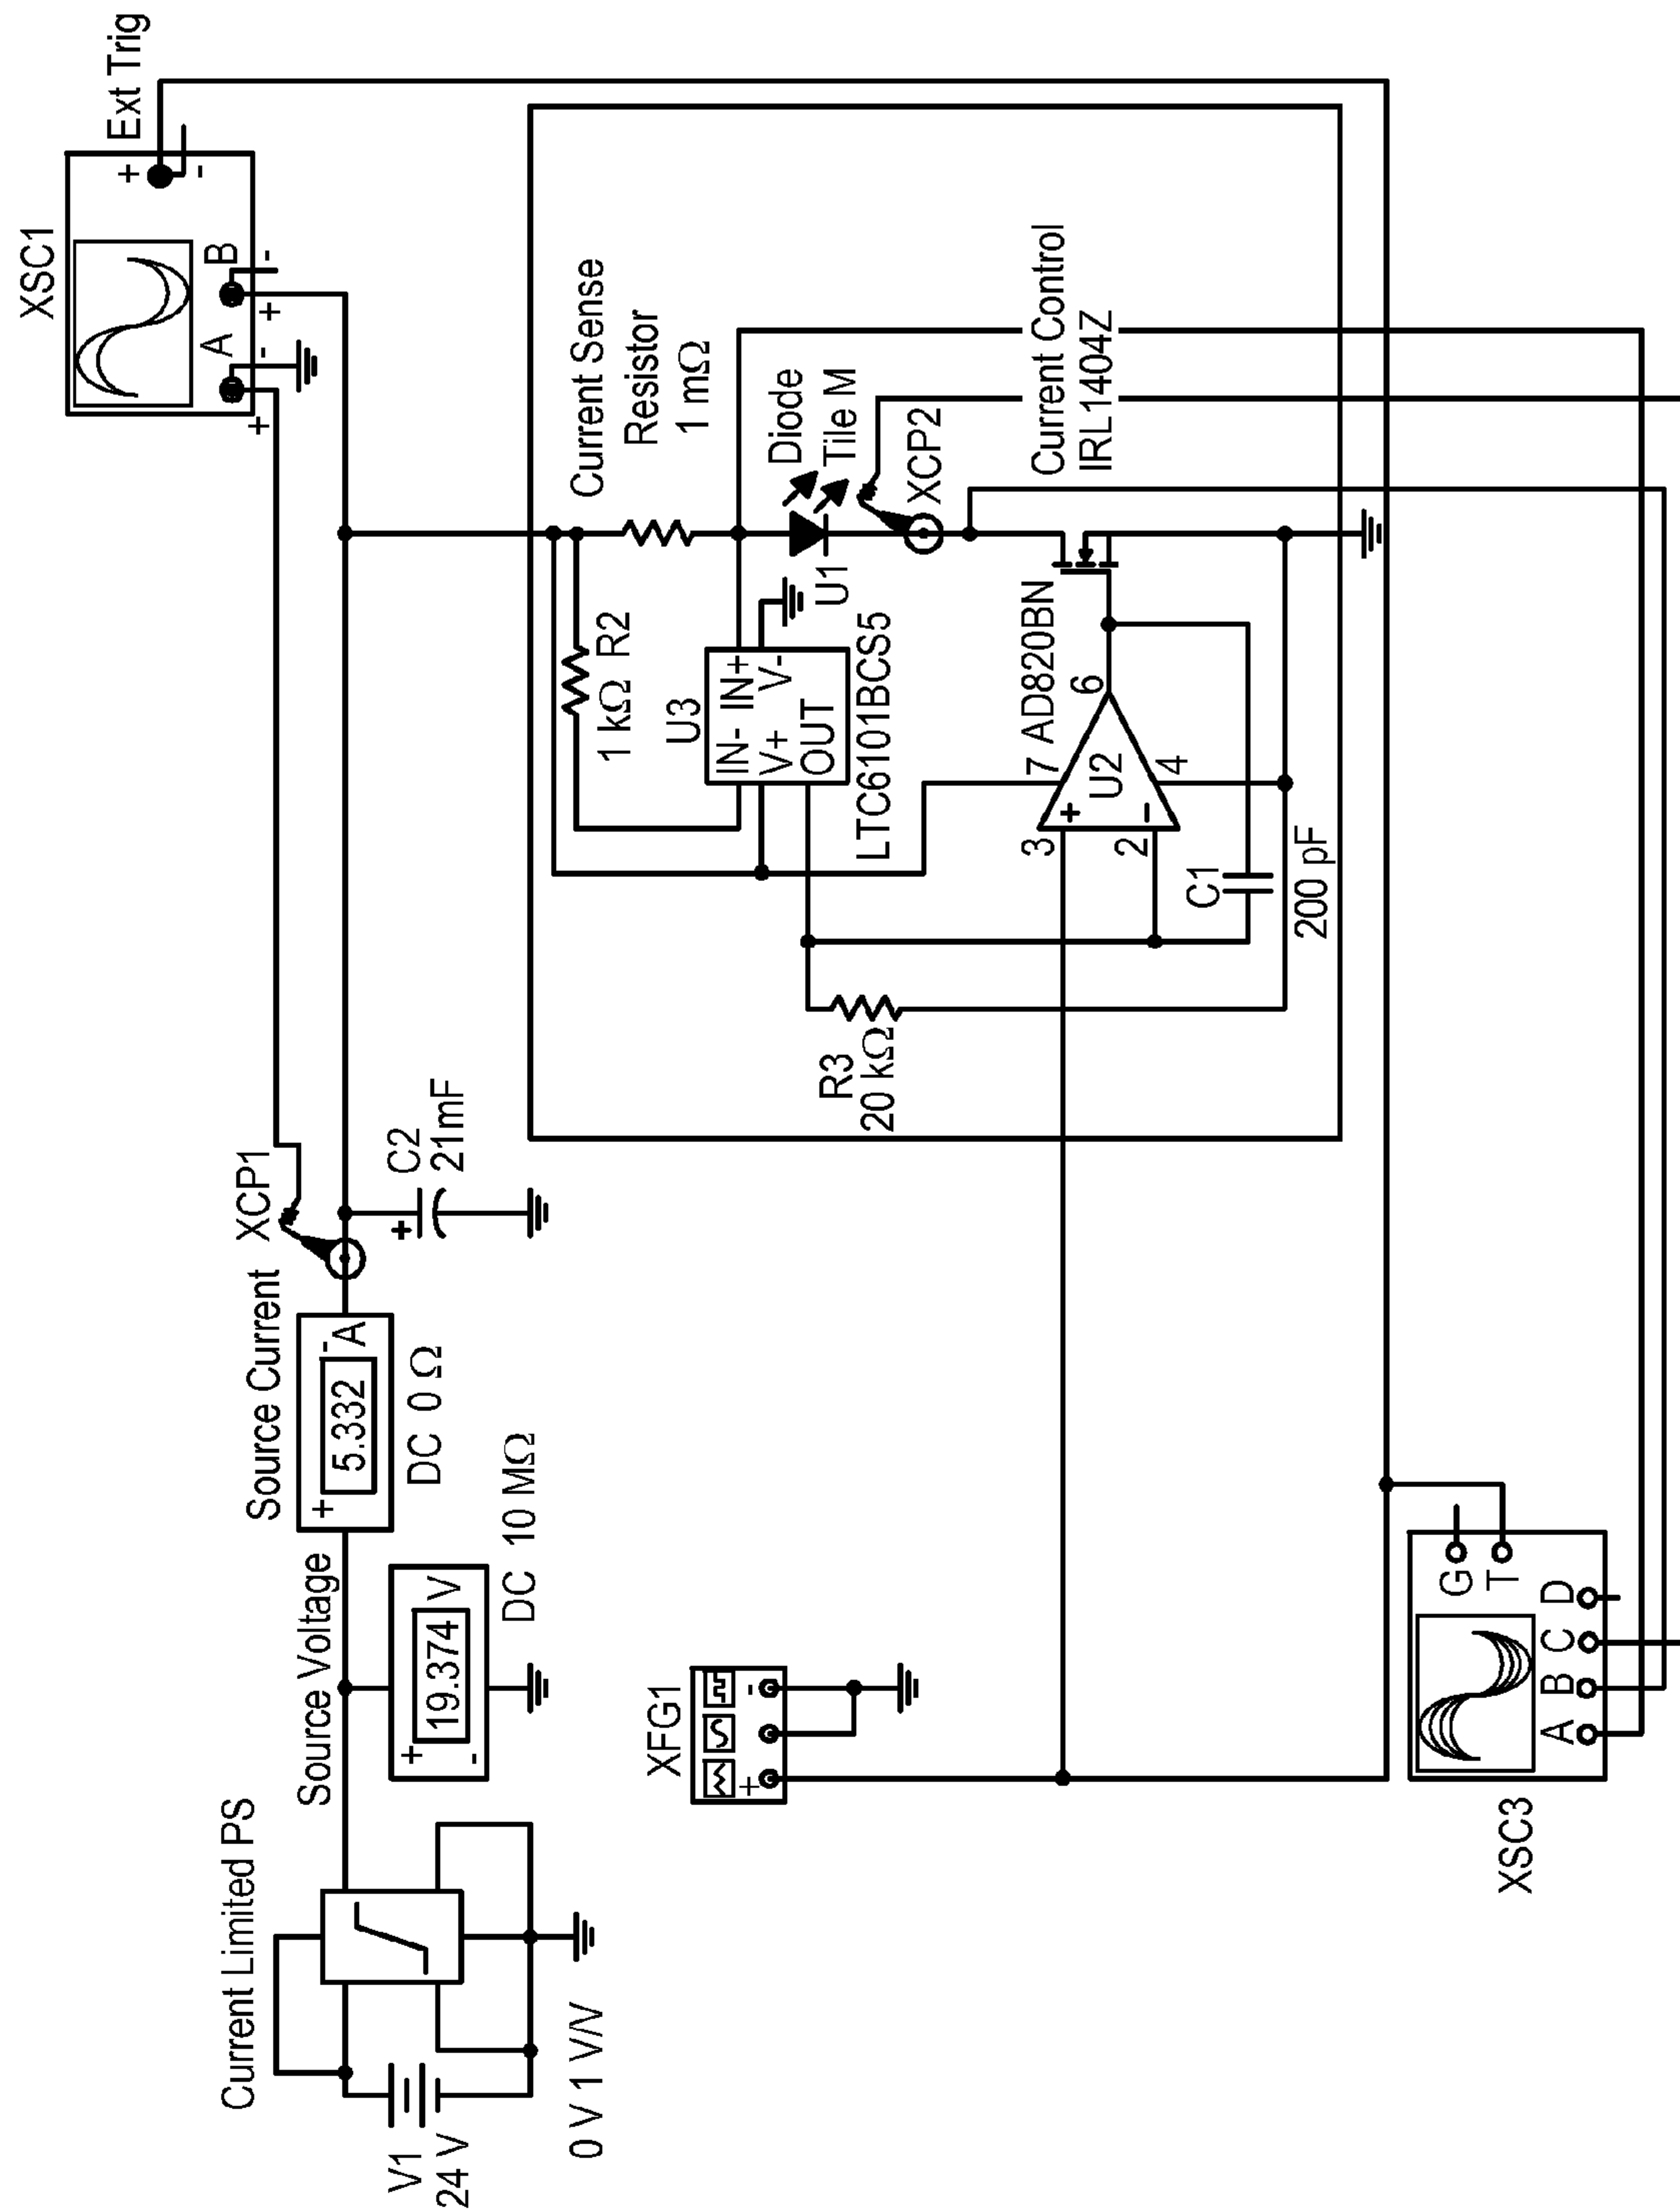 XSC1
Ext Trig
+
-
A
B
+
-
+
-
Current Limited PS
V1
24 V
0 V 1 V/V
Source Voltage
+
19.374
V
-
DC 10 MΩ
Source Current
+
5.332
-
A
DC 0 Ω
XCP1
+
C2
21mF
Current Sense
Resistor
1 mΩ
1 kΩ R2
U3
IN-
IN+
V+
V-
OUT
LTC6101BCS5
U1
Diode
Tile M
XCP2
Current Control
IRL1404Z
AD820BN
7
6
3
+
U2
2
-
4
C1
200 pF
R3
20 kΩ
XFG1
+
-
XSC3
G
T
A
B
C
D